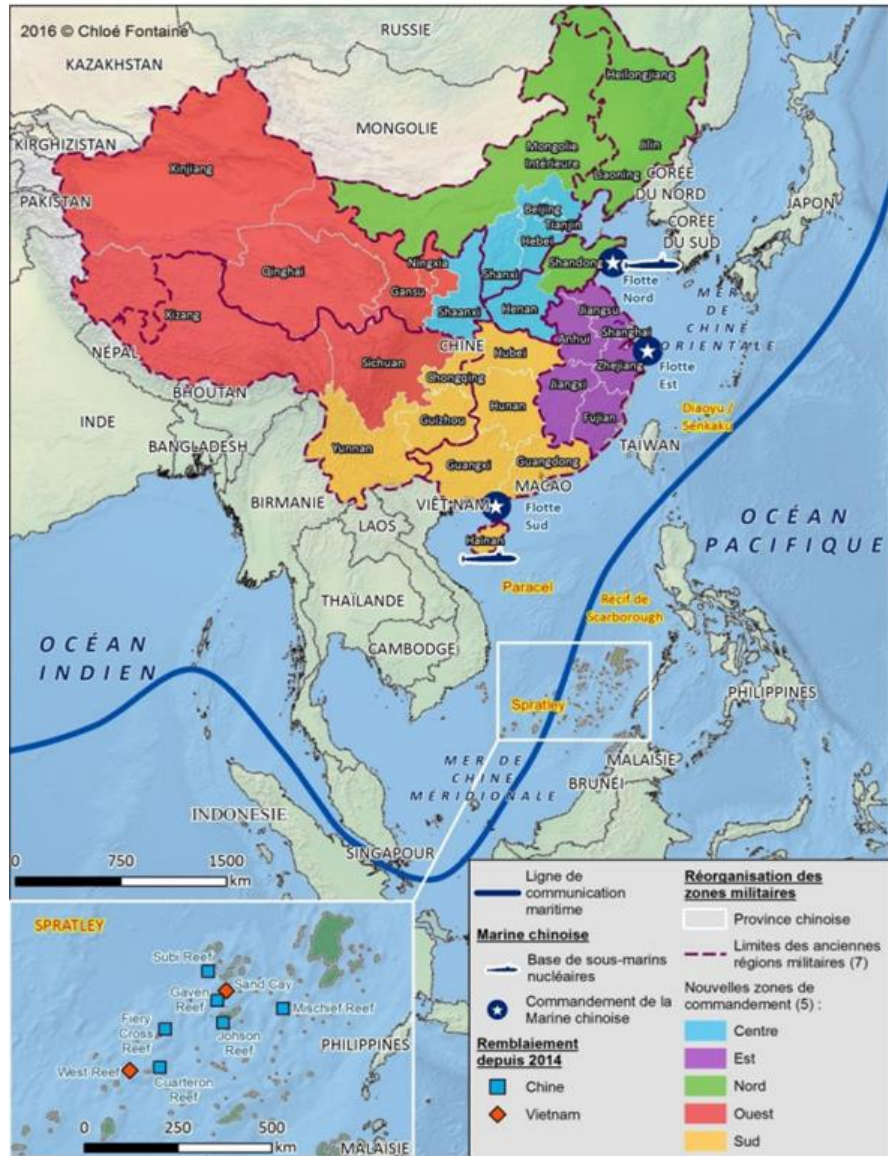 2016 © Chloé Fontaine
RUSSIE
KAZAKHSTAN
MONGOLIE
KIRGHIZISTAN
PAKISTAN
Heilongjiang
Jilin
Mongolie
Intérieure
Liaoning
CORÉE
DU NORD
CORÉE
DU SUD
JAPON
Xinjiang
Beijing
Tianjin
Hebei
Shanxi
Shandong
Flotte
Nord
Ningxia
Qinghai
Gansu
Shaanxi
Henan
Jiangsu
MER
DE
CHINE
ORIENTALE
Xizang
CHINE
Anhui
Shanghai
Zhejiang
Flotte
Est
NÉPAL
Sichuan
Hubei
Chongqing
BHOUTAN
Jiangxi
Hunan
Guizhou
Fujian
Diaoyu /
Senkaku
INDE
BANGLADESH
Yunnan
Guangxi
Guangdong
TAÏWAN
MACAO
BIRMANIE
VIÊT-NAM
Flotte
Sud
LAOS
Hainan
OCÉAN
PACIFIQUE
THAÏLANDE
Paracel
Récif de
Scarborough
CAMBODGE
OCÉAN
INDIEN
Spratley
PHILIPPINES
MER
DE
CHINE
MÉRIDIONALE
MALAISIE
BRUNÉI
INDONESIE
SINGAPOUR
0 750 1500
km
SPRATLEY
Subi Reef
Sand Cay
Gaven
Reef
Mischief Reef
Fiery
Cross
Reef
Johson
Reef
West Reef
Cuarteron
Reef
PHILIPPINES
MALAISIE
0 250 500
km
Ligne de
communication
maritime
Marine chinoise
Base de sous-marins
nucléaires
Commandement de la
Marine chinoise
Remblaiement
depuis 2014
Chine
Vietnam
Réorganisation des
zones militaires
Province chinoise
Limites des anciennes
régions militaires (7)
Nouvelles zones de
commandement (5) :
Centre
Est
Nord
Ouest
Sud